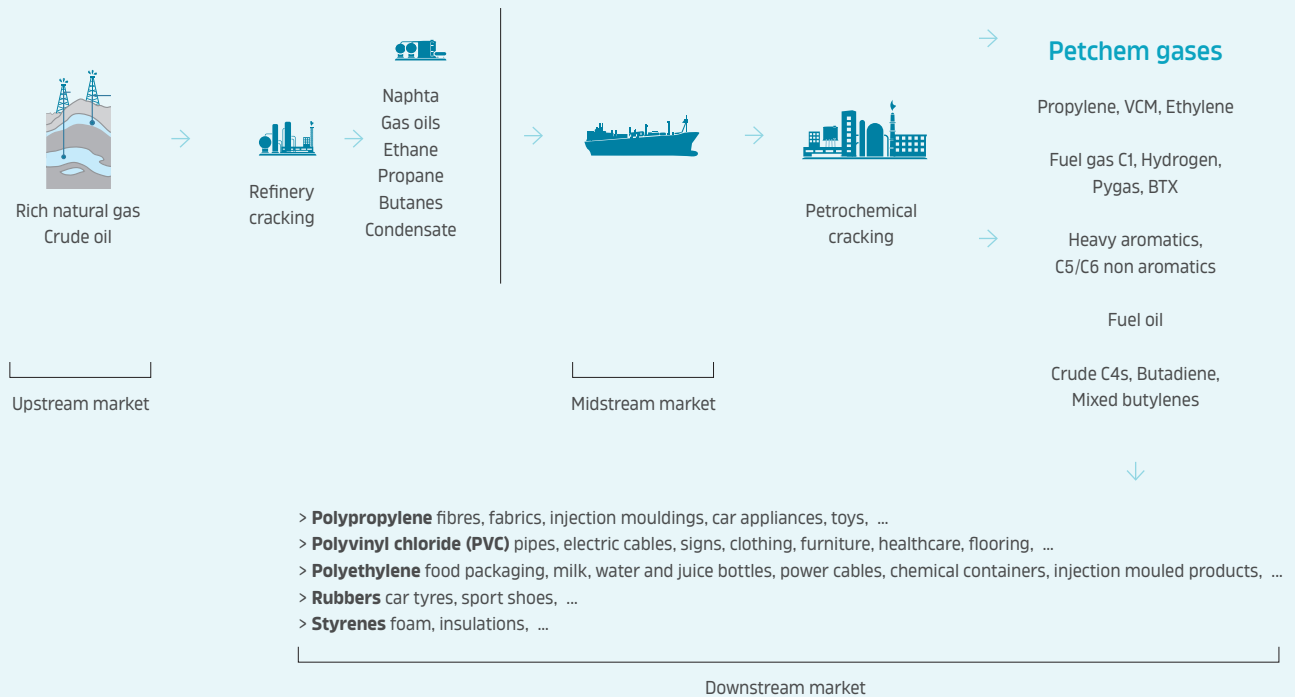 Rich natural gas
Crude oil
Refinery
cracking
Naphta
Gas oils
Ethane
Propane
Butanes
Condensate
Petrochemical
cracking
Petchem gases
Propylene, VCM, Ethylene
Fuel gas C1, Hydrogen,
Pygas, BTX
Heavy aromatics,
C5/C6 non aromatics
Fuel oil
Crude C4s, Butadiene,
Mixed butylenes
Upstream market
Midstream market
> Polypropylene fibres, fabrics, injection mouldings, car appliances, toys, ...
> Polyvinyl chloride (PVC) pipes, electric cables, signs, clothing, furniture, healthcare, flooring, ...
> Polyethylene food packaging, milk, water and juice bottles, power cables, chemical containers, injection mouled products, ...
> Rubbers car tyres, sport shoes, ...
> Styrenes foam, insulations, ...
Downstream market